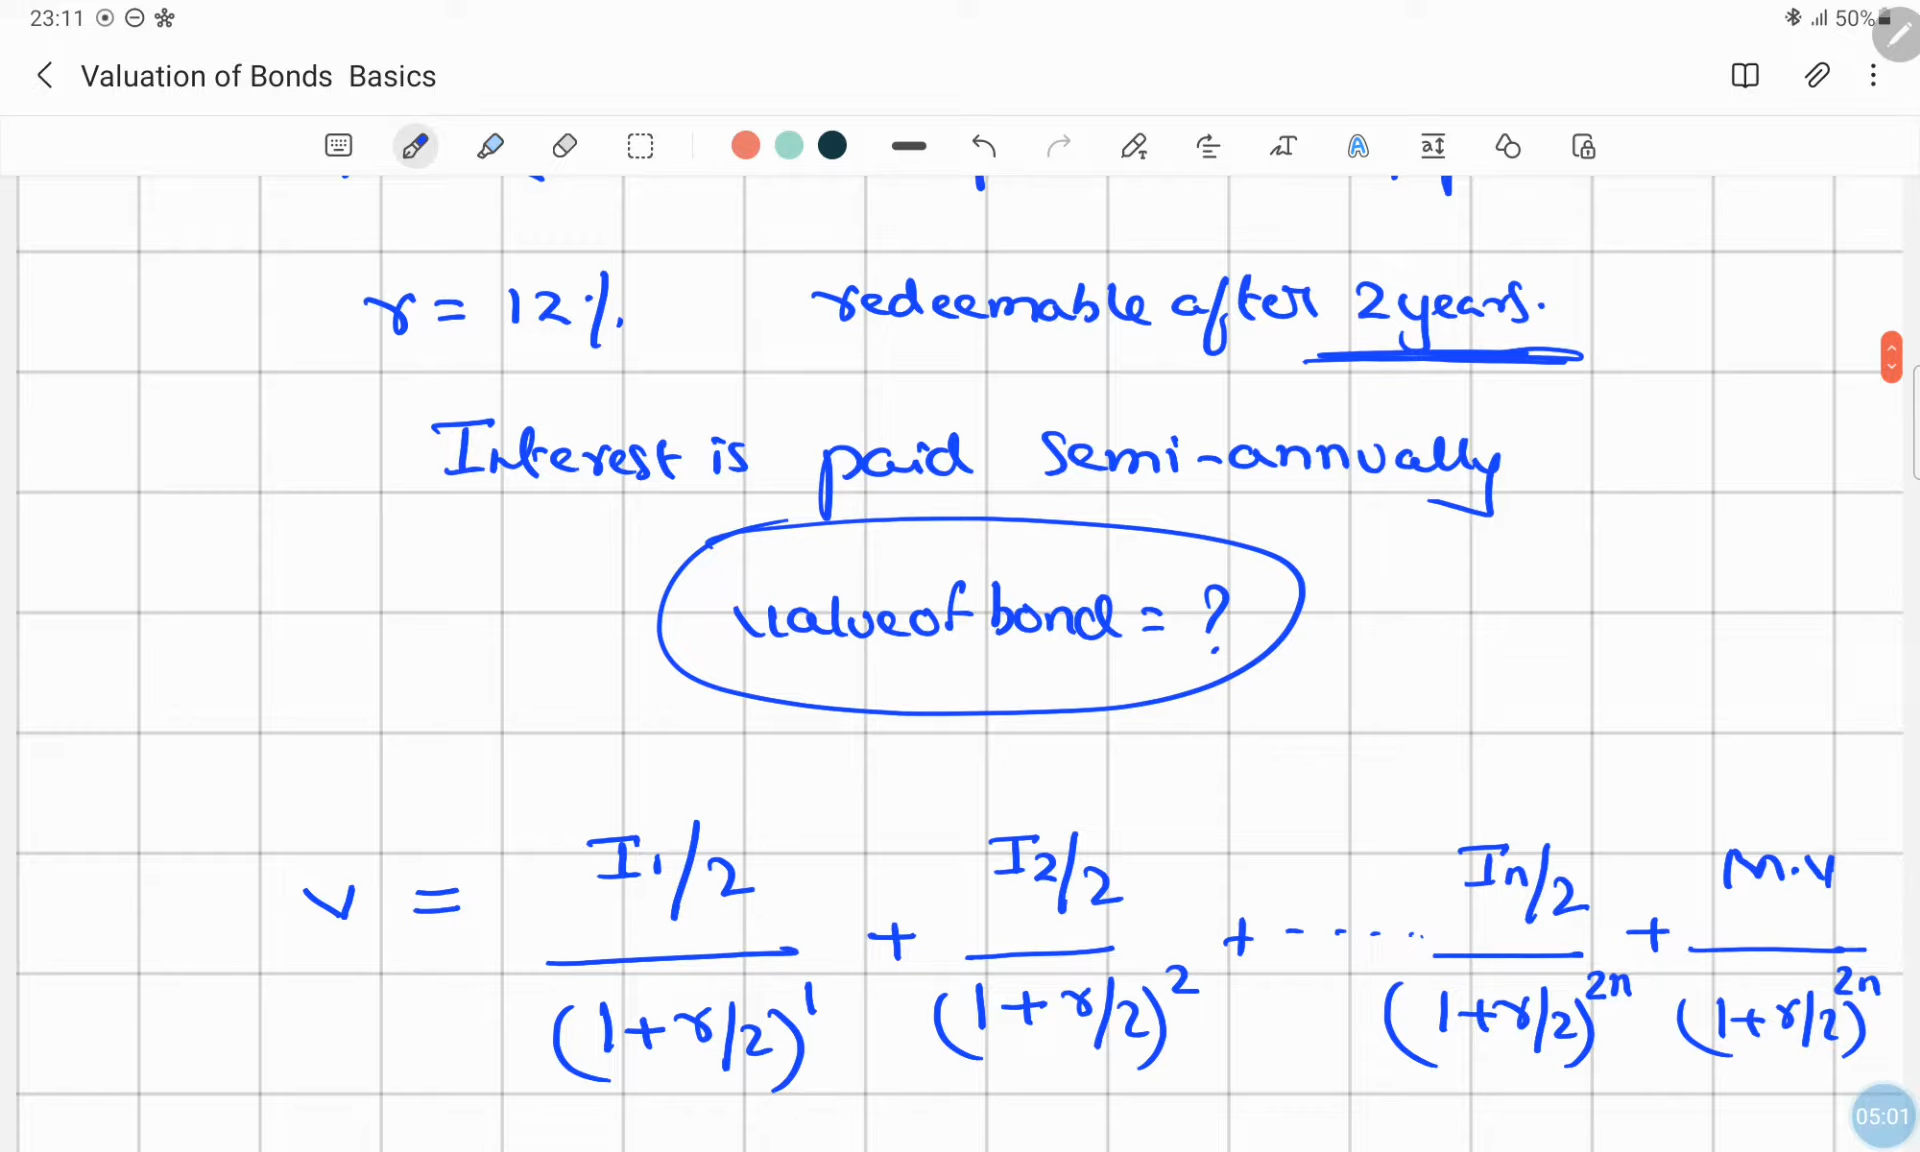 23:11 50%
Valuation of Bonds Basics
r = 12% redeemable after 2 years.
Interest is paid semi-annually
value of bond = ?
V = I1/2 / (1+r/2)^1 + I2/2 / (1+r/2)^2 + ..... In/2 / (1+r/2)^2n + M.V / (1+r/2)^2n
05:01